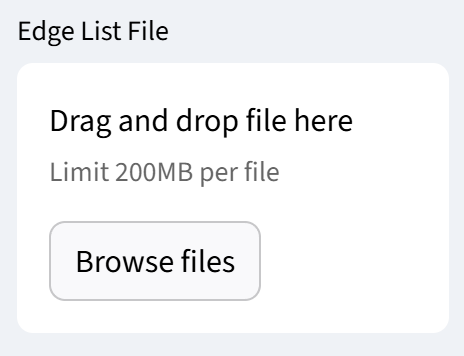 Edge List File
Drag and drop file here
Limit 200MB per file
Browse files